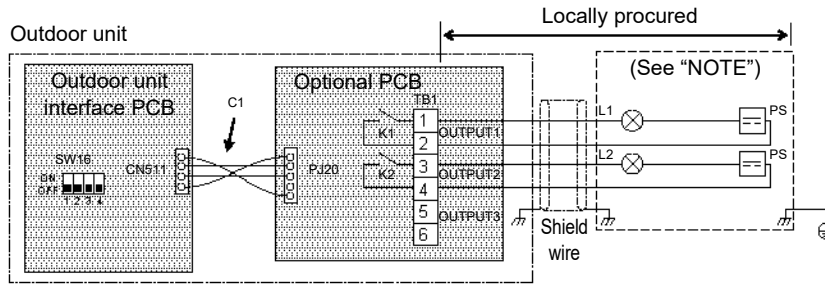 Locally procured
Outdoor unit
Outdoor unit
interface PCB
C1
Optional PCB
(See “NOTE”)
TB1
L1
PS
1
K1
OUTPUT1
2
L2
PS
SW16
CN511
PJ20
3
K2
OUTPUT2
ON
OFF
4
1 2 3 4
5
OUTPUT3
6
Shield
wire